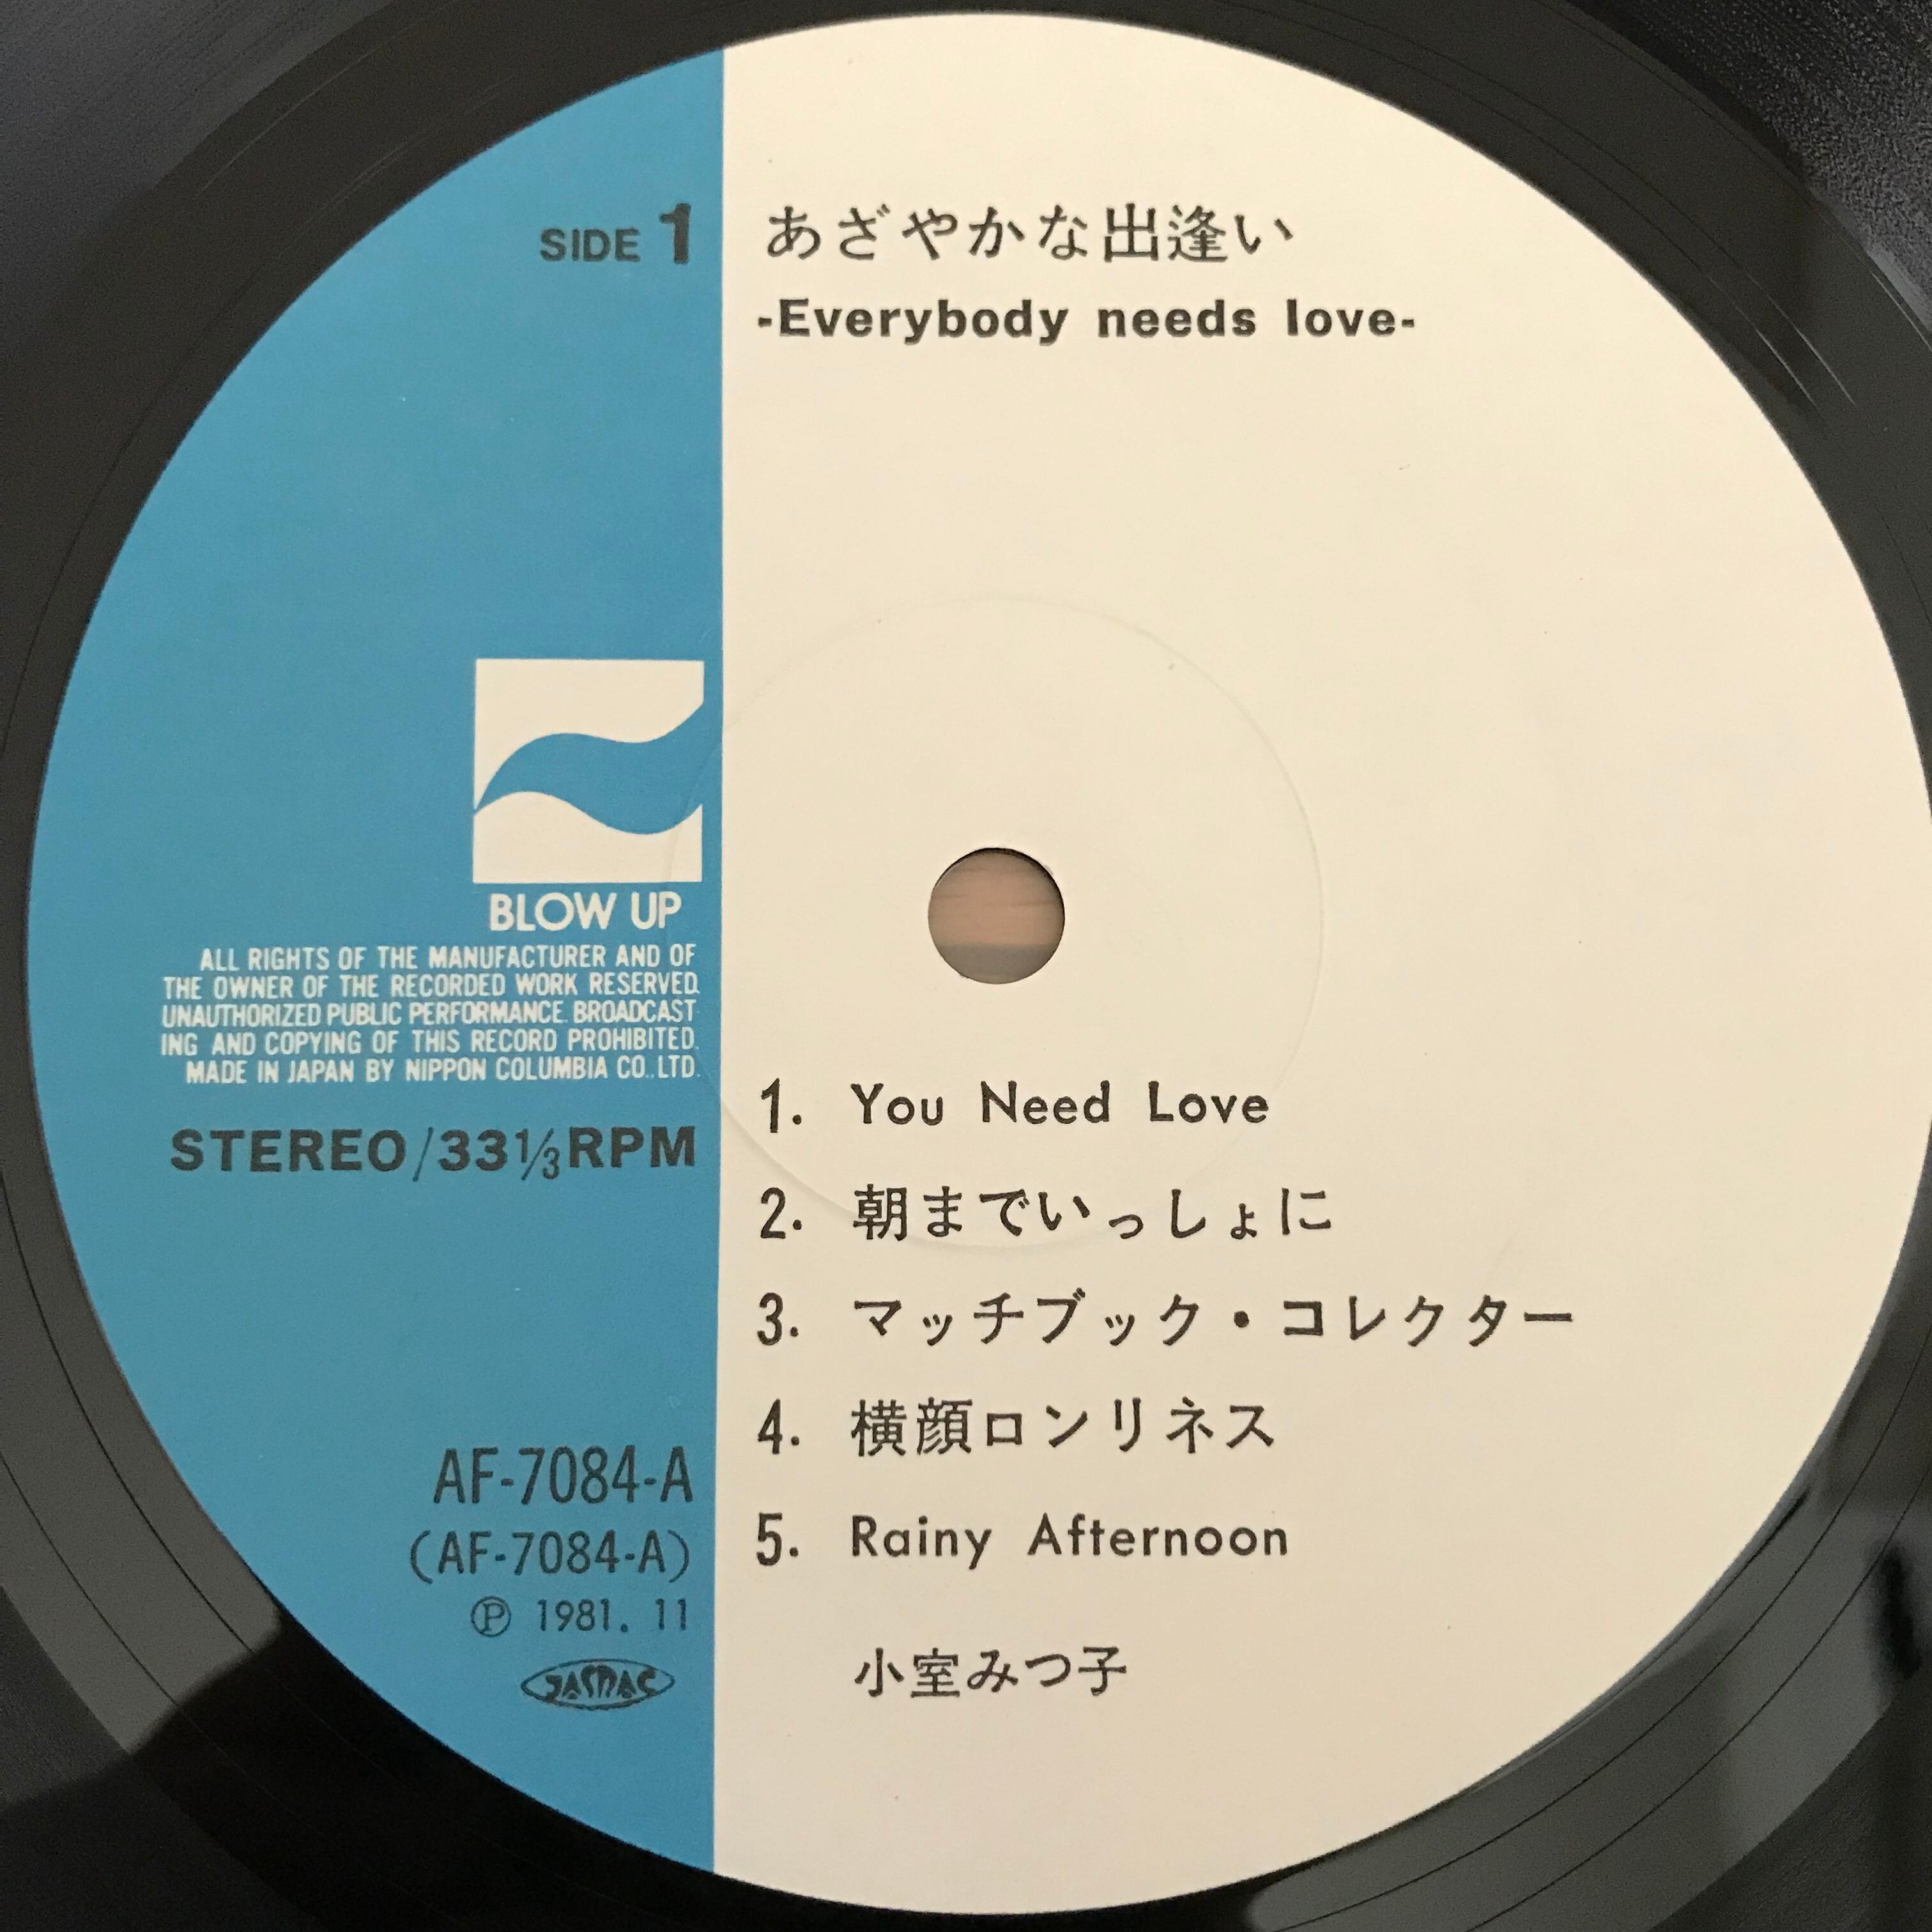 SIDE 1
あざやかな出逢い
-Everybody needs love-
BLOW UP
ALL RIGHTS OF THE MANUFACTURER AND OF
THE OWNER OF THE RECORDED WORK RESERVED.
UNAUTHORIZED PUBLIC PERFORMANCE. BROADCAST
ING AND COPYING OF THIS RECORD PROHIBITED.
MADE IN JAPAN BY NIPPON COLUMBIA CO.,LTD.
STEREO/33⅓RPM
1. You Need Love
2. 朝までいっしょに
3. マッチブック・コレクター
4. 横顔ロンリネス
5. Rainy Afternoon
小室みつ子
AF-7084-A
(AF-7084-A)
Ⓟ 1981. 11
JASRAC